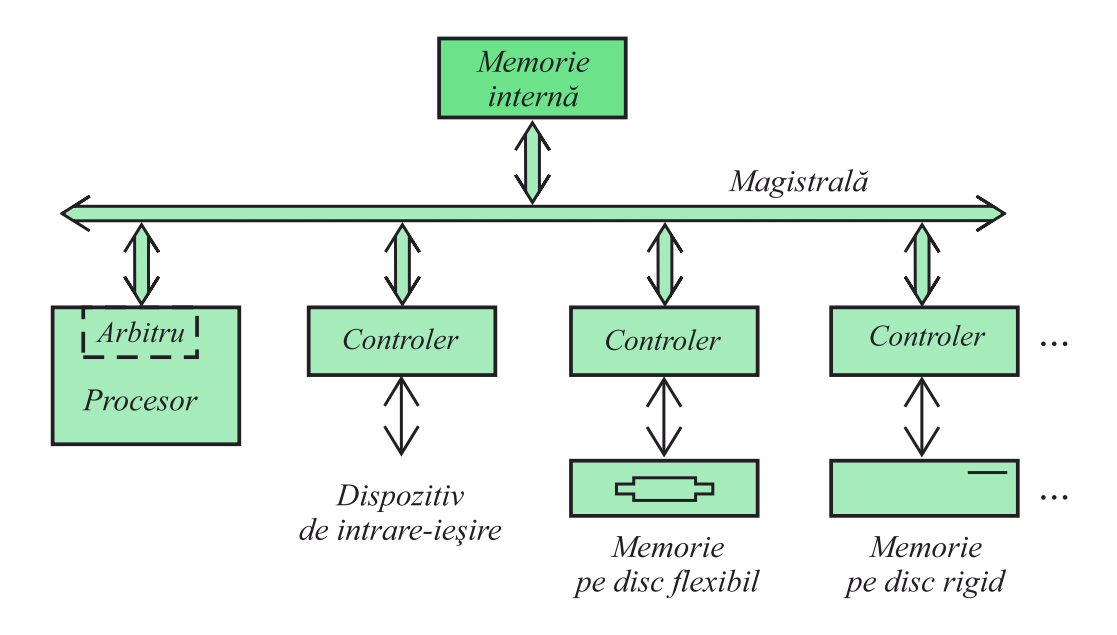 Memorie
internă
Magistrală
Arbitru
Procesor
Controler
Controler
Controler
...
Dispozitiv
de intrare-ieşire
Memorie
pe disc flexibil
Memorie
pe disc rigid
...